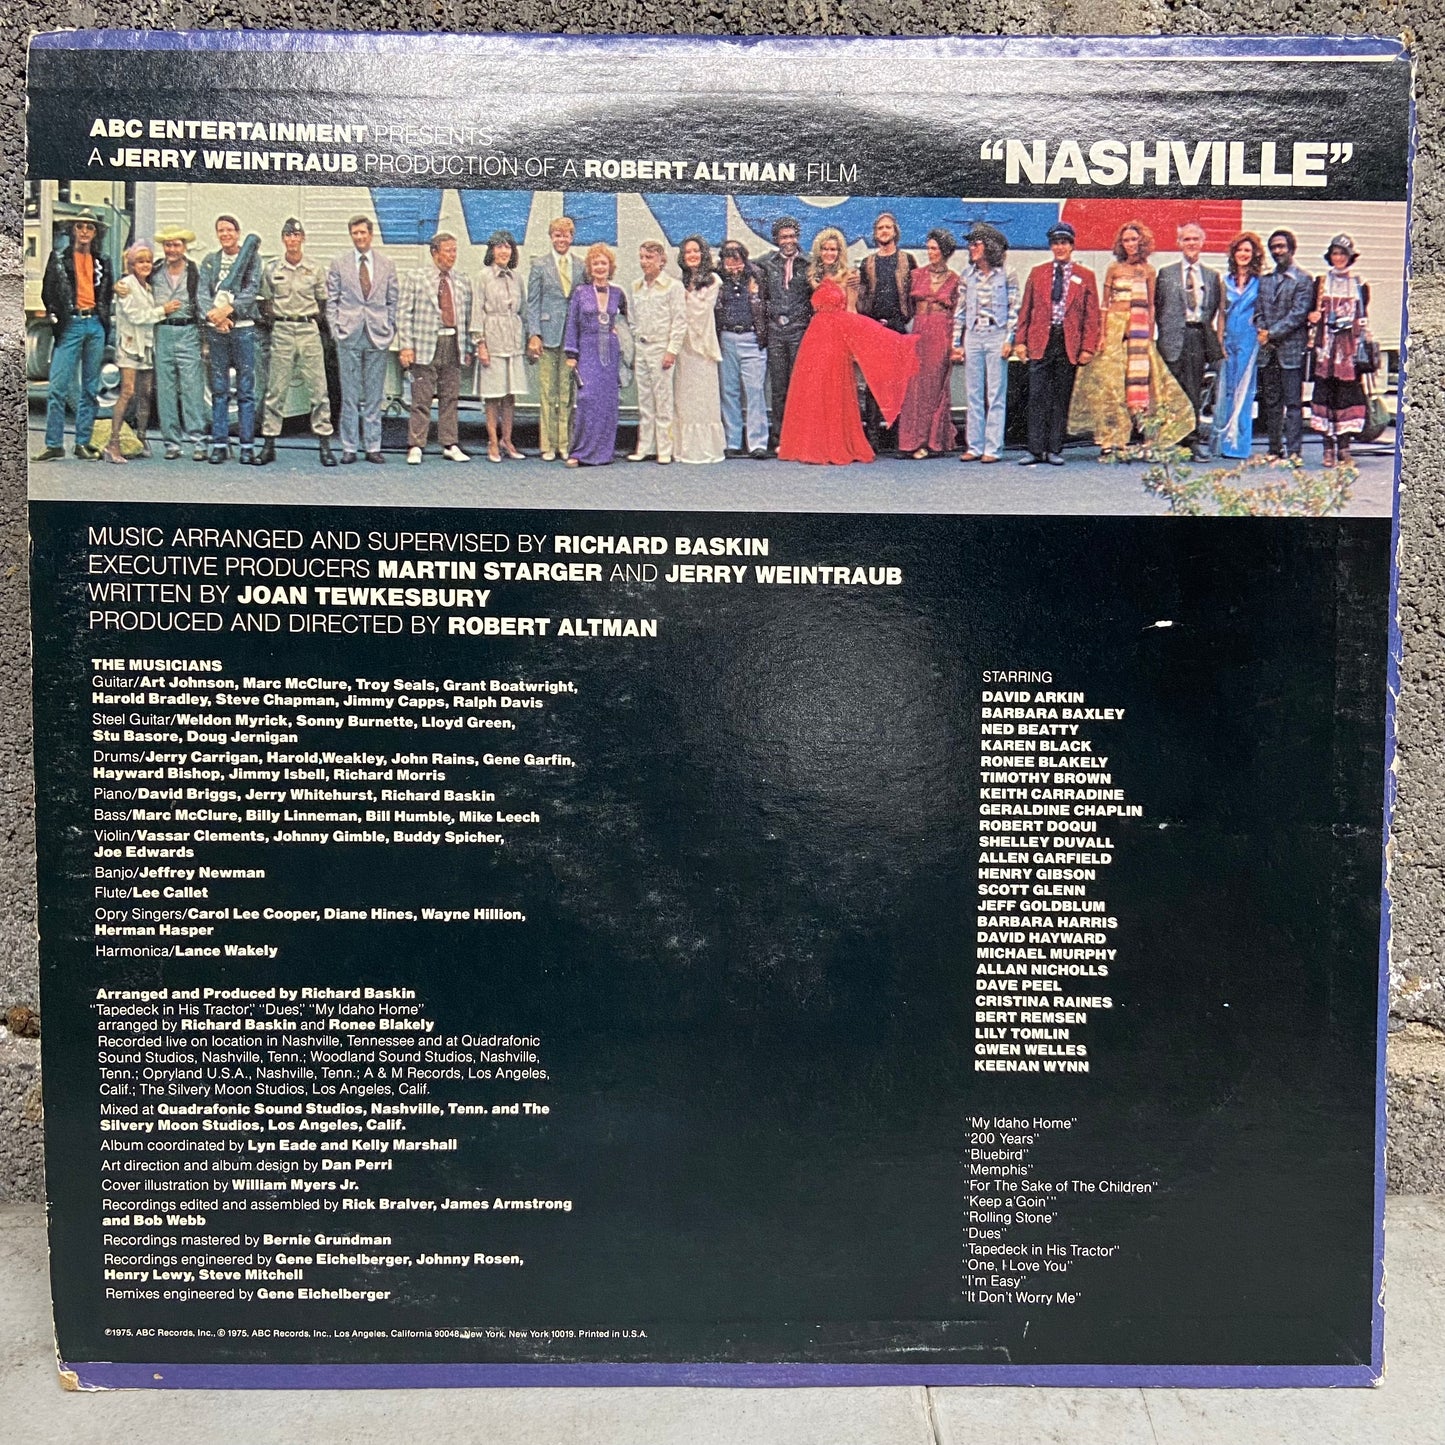 ABC ENTERTAINMENT PRESENTS
A JERRY WEINTRAUB PRODUCTION OF A ROBERT ALTMAN FILM
“NASHVILLE”
MUSIC ARRANGED AND SUPERVISED BY RICHARD BASKIN
EXECUTIVE PRODUCERS MARTIN STARGER AND JERRY WEINTRAUB
WRITTEN BY JOAN TEWKESBURY
PRODUCED AND DIRECTED BY ROBERT ALTMAN
THE MUSICIANS
Guitar/Art Johnson, Marc McClure, Troy Seals, Grant Boatwright,
Harold Bradley, Steve Chapman, Jimmy Capps, Ralph Davis
Steel Guitar/Weldon Myrick, Sonny Burnette, Lloyd Green,
Stu Basore, Doug Jernigan
Drums/Jerry Carrigan, Harold Weakley, John Rains, Gene Garfin,
Hayward Bishop, Jimmy Isbell, Richard Morris
Piano/David Briggs, Jerry Whitehurst, Richard Baskin
Bass/Marc McClure, Billy Linneman, Bill Humble, Mike Leech
Violin/Vassar Clements, Johnny Gimble, Buddy Spicher,
Joe Edwards
Banjo/Jeffrey Newman
Flute/Lee Callet
Opry Singers/Carol Lee Cooper, Diane Hines, Wayne Hillion,
Herman Hasper
Harmonica/Lance Wakely
Arranged and Produced by Richard Baskin
“Tapedeck in His Tractor,” “Dues,” “My Idaho Home”
arranged by Richard Baskin and Ronee Blakely
Recorded live on location in Nashville, Tennessee and at Quadrafonic
Sound Studios, Nashville, Tenn.; Woodland Sound Studios, Nashville,
Tenn.; Opryland U.S.A., Nashville, Tenn.; A & M Records, Los Angeles,
Calif.; The Silvery Moon Studios, Los Angeles, Calif.
Mixed at Quadrafonic Sound Studios, Nashville, Tenn. and The
Silvery Moon Studios, Los Angeles, Calif.
Album coordinated by Lyn Eade and Kelly Marshall
Art direction and album design by Dan Perri
Cover illustration by William Myers Jr.
Recordings edited and assembled by Rick Bralver, James Armstrong
and Bob Webb
Recordings mastered by Bernie Grundman
Recordings engineered by Gene Eichelberger, Johnny Rosen,
Henry Lewy, Steve Mitchell
Remixes engineered by Gene Eichelberger
℗1975, ABC Records, Inc., © 1975, ABC Records, Inc., Los Angeles, California 90048, New York, New York 10019. Printed in U.S.A.
STARRING
DAVID ARKIN
BARBARA BAXLEY
NED BEATTY
KAREN BLACK
RONEE BLAKELY
TIMOTHY BROWN
KEITH CARRADINE
GERALDINE CHAPLIN
ROBERT DOQUI
SHELLEY DUVALL
ALLEN GARFIELD
HENRY GIBSON
SCOTT GLENN
JEFF GOLDBLUM
BARBARA HARRIS
DAVID HAYWARD
MICHAEL MURPHY
ALLAN NICHOLLS
DAVE PEEL
CRISTINA RAINES
BERT REMSEN
LILY TOMLIN
GWEN WELLES
KEENAN WYNN
“My Idaho Home”
“200 Years”
“Bluebird”
“Memphis”
“For The Sake of The Children”
“Keep a’Goin’”
“Rolling Stone”
“Dues”
“Tapedeck in His Tractor”
“One, I Love You”
“I’m Easy”
“It Don’t Worry Me”